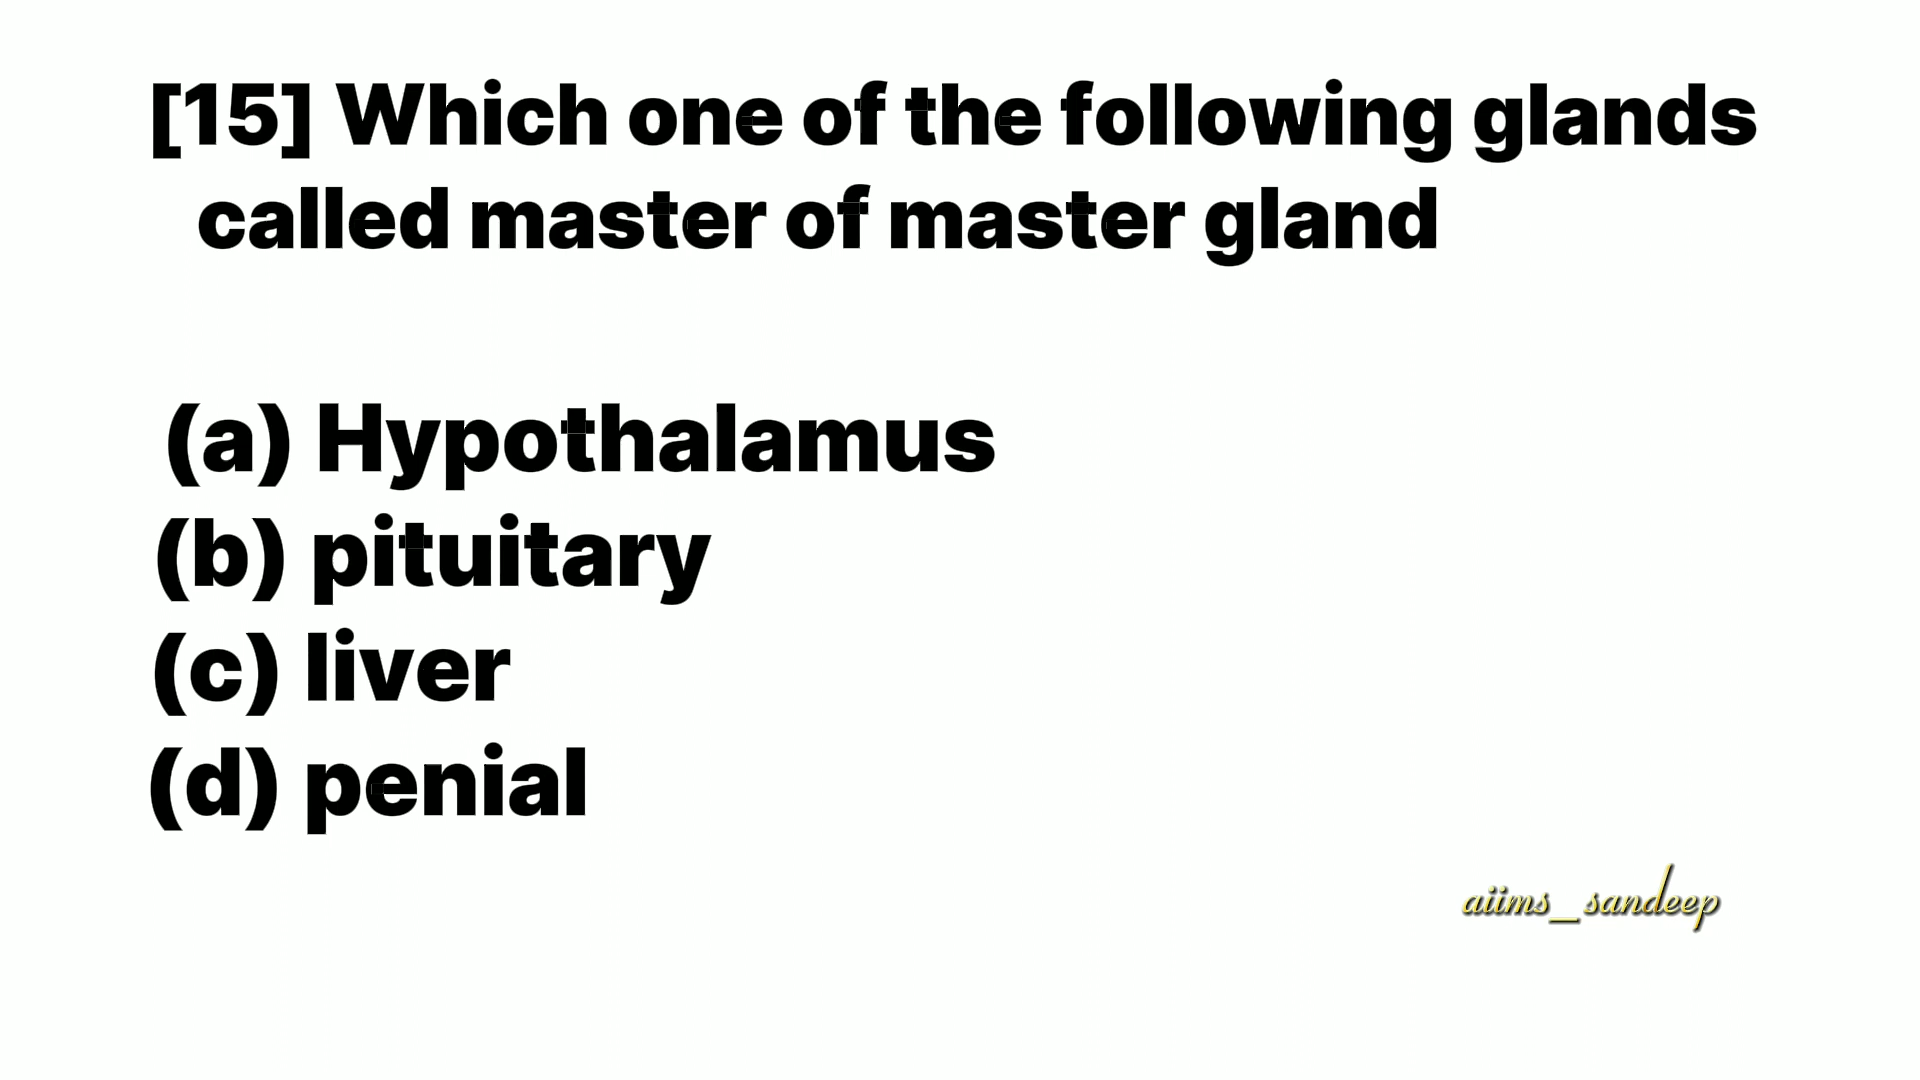 [15] Which one of the following glands
called master of master gland
(a) Hypothalamus
(b) pituitary
(c) liver
(d) penial
aiims_sandeep